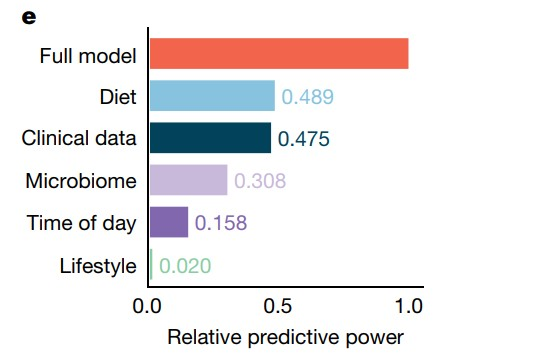 e
Full model
Diet 0.489
Clinical data 0.475
Microbiome 0.308
Time of day 0.158
Lifestyle 0.020
0.0 0.5 1.0
Relative predictive power